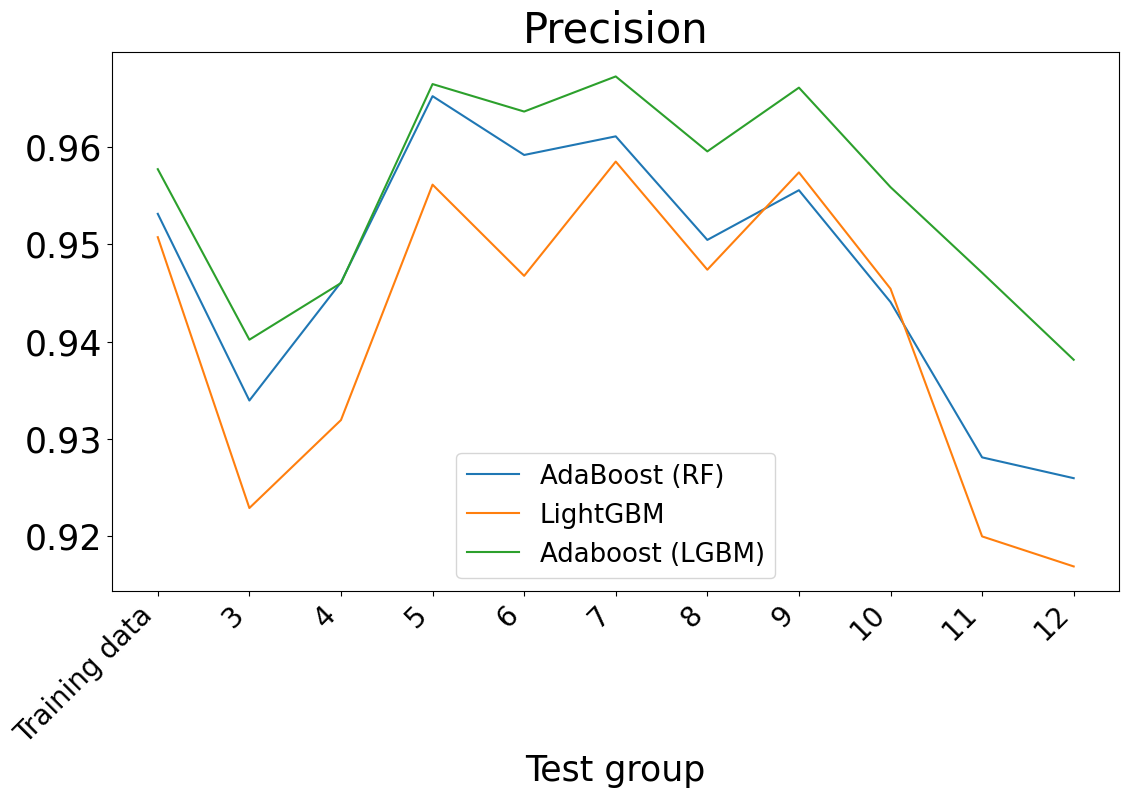 Precision
0.96
0.95
0.94
0.93
0.92
AdaBoost (RF)
LightGBM
Adaboost (LGBM)
Training data
3
4
5
6
7
8
9
10
11
12
Test group